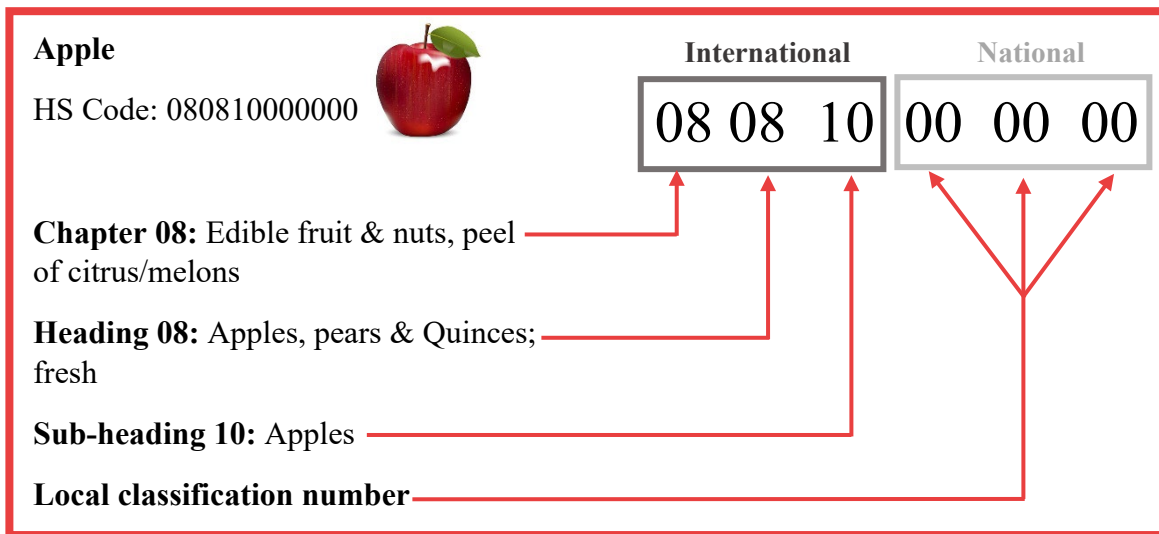 Apple
International
National
HS Code: 080810000000
08 08 10 00 00 00
Chapter 08: Edible fruit & nuts, peel
of citrus/melons
Heading 08: Apples, pears & Quinces;
fresh
Sub-heading 10: Apples
Local classification number